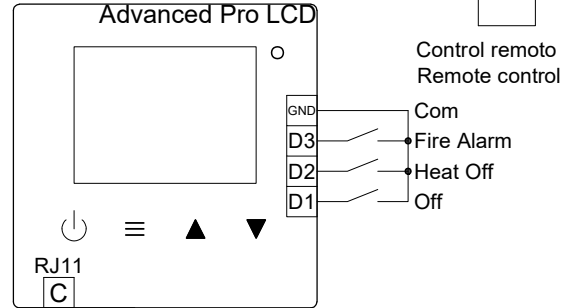 Advanced Pro LCD
Control remoto
Remote control
GND Com
D3 Fire Alarm
D2 Heat Off
D1 Off
RJ11
C